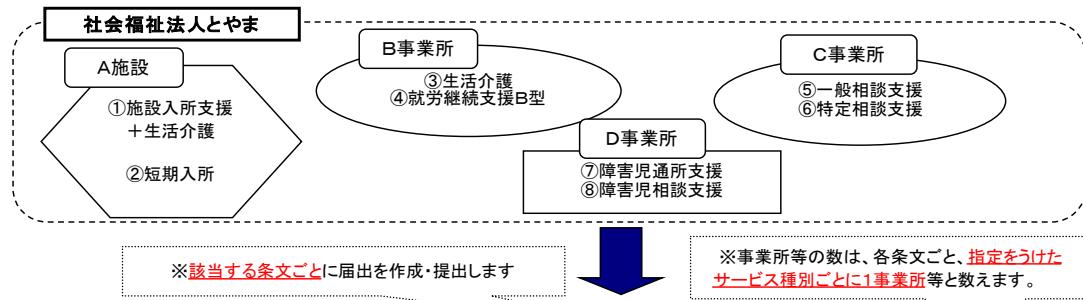 社会福祉法人とやま
A施設
①施設入所支援
＋生活介護
②短期入所
B事業所
③生活介護
④就労継続支援B型
C事業所
⑤一般相談支援
⑥特定相談支援
D事業所
⑦障害児通所支援
⑧障害児相談支援
※該当する条文ごとに届出を作成・提出します
※事業所等の数は、各条文ごと、指定をうけた
サービス種別ごとに1事業所等と数えます。